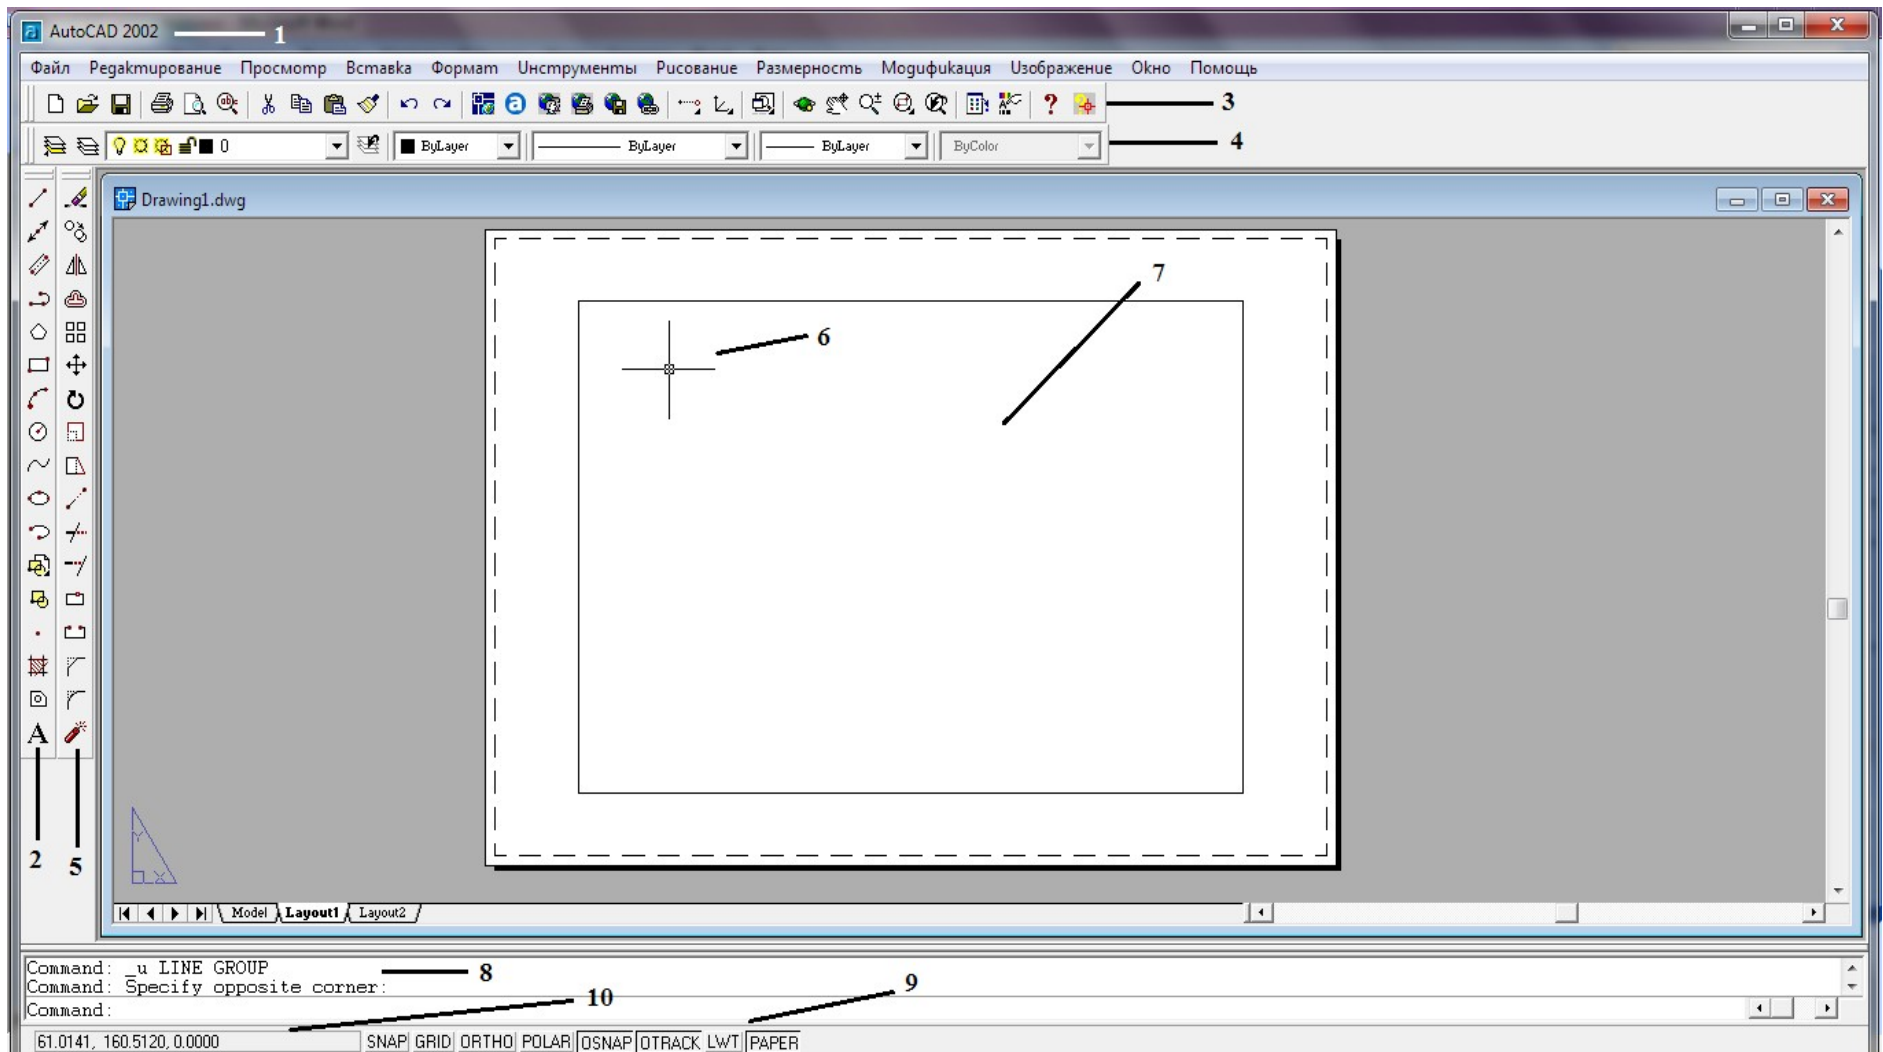 AutoCAD 2002
1
Файл Редактирование Просмотр Вставка Формат Инструменты Рисование Размерность Модификация Изображение Окно Помощь
3
0 ByLayer ByLayer ByLayer ByColor
4
Drawing1.dwg
7
6
A
2
5
Y
X
Model Layout1 Layout2
Command: _u LINE GROUP
8
Command: Specify opposite corner:
9
10
Command:
61.0141, 160.5120, 0.0000 SNAP GRID ORTHO POLAR OSNAP OTRACK LWT PAPER